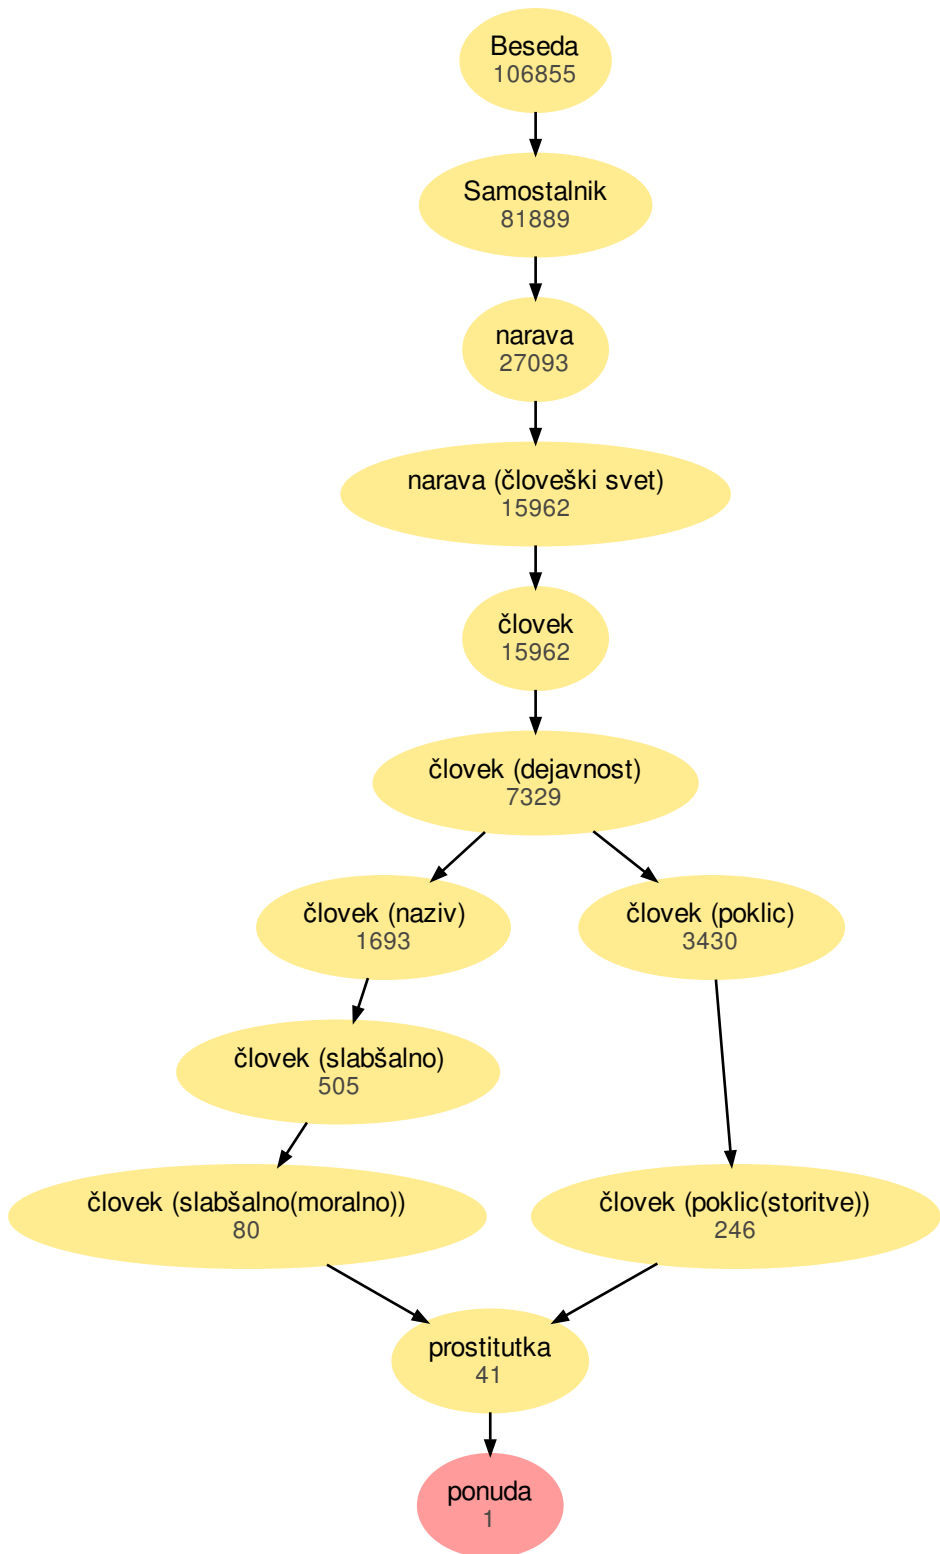 Beseda
106855
Samostalnik
81889
narava
27093
narava (človeški svet)
15962
človek
15962
človek (dejavnost)
7329
človek (naziv)
1693
človek (poklic)
3430
človek (slabšalno)
505
človek (slabšalno(moralno))
80
človek (poklic(storitve))
246
prostitutka
41
ponuda
1